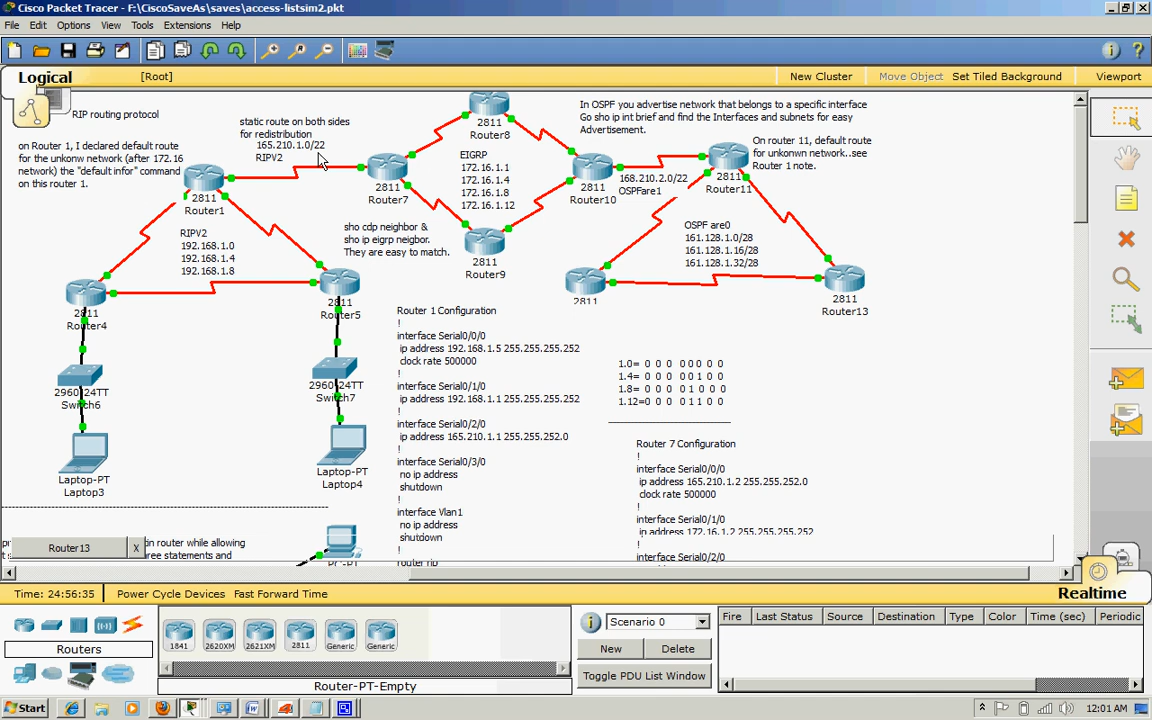 Cisco Packet Tracer - F:\CiscoSaveAs\saves\access-listsim2.pkt
File Edit Options View Tools Extensions Help
Logical [Root] New Cluster Move Object Set Tiled Background Viewport
RIP routing protocol
on Router 1, I declared default route
for the unkonw network (after 172.16
network) the "default infor" command
on this router 1.
static route on both sides
for redistribution
165.210.1.0/22
RIPV2
2811
Router1
2811
Router7
2811
Router8
EIGRP
172.16.1.1
172.16.1.4
172.16.1.8
172.16.1.12
2811
Router10
2811
Router9
In OSPF you advertise network that belongs to a specific interface
Go sho ip int brief and find the Interfaces and subnets for easy
Advertisement.
On router 11, default route
for unkonwn network..see
Router 1 note.
168.210.2.0/22
OSPFare1
2811
Router11
RIPV2
192.168.1.0
192.168.1.4
192.168.1.8
sho cdp neighbor &
sho ip eigrp neigbor.
They are easy to match.
OSPF are0
161.128.1.0/28
161.128.1.16/28
161.128.1.32/28
2811
Router4
2811
Router5
2811
2811
Router13
2960-24TT
Switch6
2960-24TT
Switch7
Laptop-PT
Laptop3
Laptop-PT
Laptop4
Router 1 Configuration
!
interface Serial0/0/0
ip address 192.168.1.5 255.255.255.252
clock rate 500000
!
interface Serial0/1/0
ip address 192.168.1.1 255.255.255.252
!
interface Serial0/2/0
ip address 165.210.1.1 255.255.252.0
!
interface Serial0/3/0
no ip address
shutdown
!
interface Vlan1
no ip address
shutdown
!
router rip
1.0= 0 0 0 0 0 0 0 0
1.4= 0 0 0 0 0 1 0 0
1.8= 0 0 0 0 1 0 0 0
1.12=0 0 0 0 1 1 0 0
Router 7 Configuration
!
interface Serial0/0/0
ip address 165.210.1.2 255.255.252.0
clock rate 500000
!
interface Serial0/1/0
ip address 172.16.1.2 255.255.255.252
!
interface Serial0/2/0
in router while allowing
statements and
PC-PT
Router13 X
Time: 24:56:35 Power Cycle Devices Fast Forward Time Realtime
Routers
1841 2620XM 2621XM 2811 Generic Generic
Router-PT-Empty
Scenario 0
New Delete
Toggle PDU List Window
Fire Last Status Source Destination Type Color Time (sec) Periodic
Start 12:01 AM